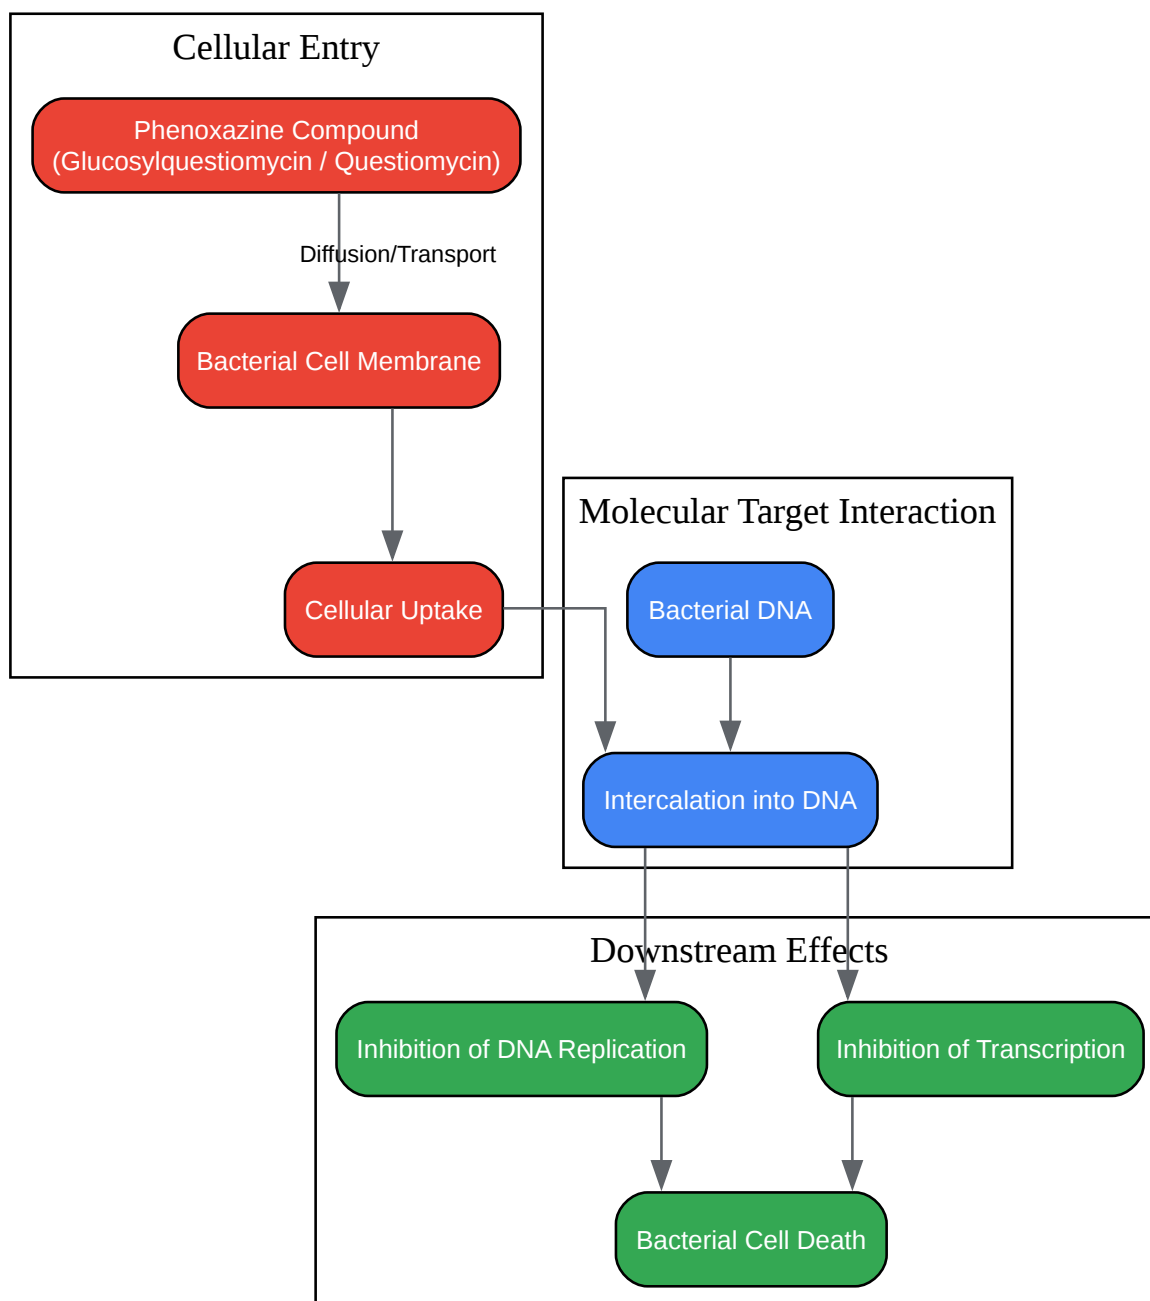 Cellular Entry
Phenoxazine Compound
(Glucosylquestiomycin / Questiomycin)
Diffusion/Transport
Bacterial Cell Membrane
Cellular Uptake
Molecular Target Interaction
Bacterial DNA
Intercalation into DNA
Downstream Effects
Inhibition of DNA Replication
Inhibition of Transcription
Bacterial Cell Death